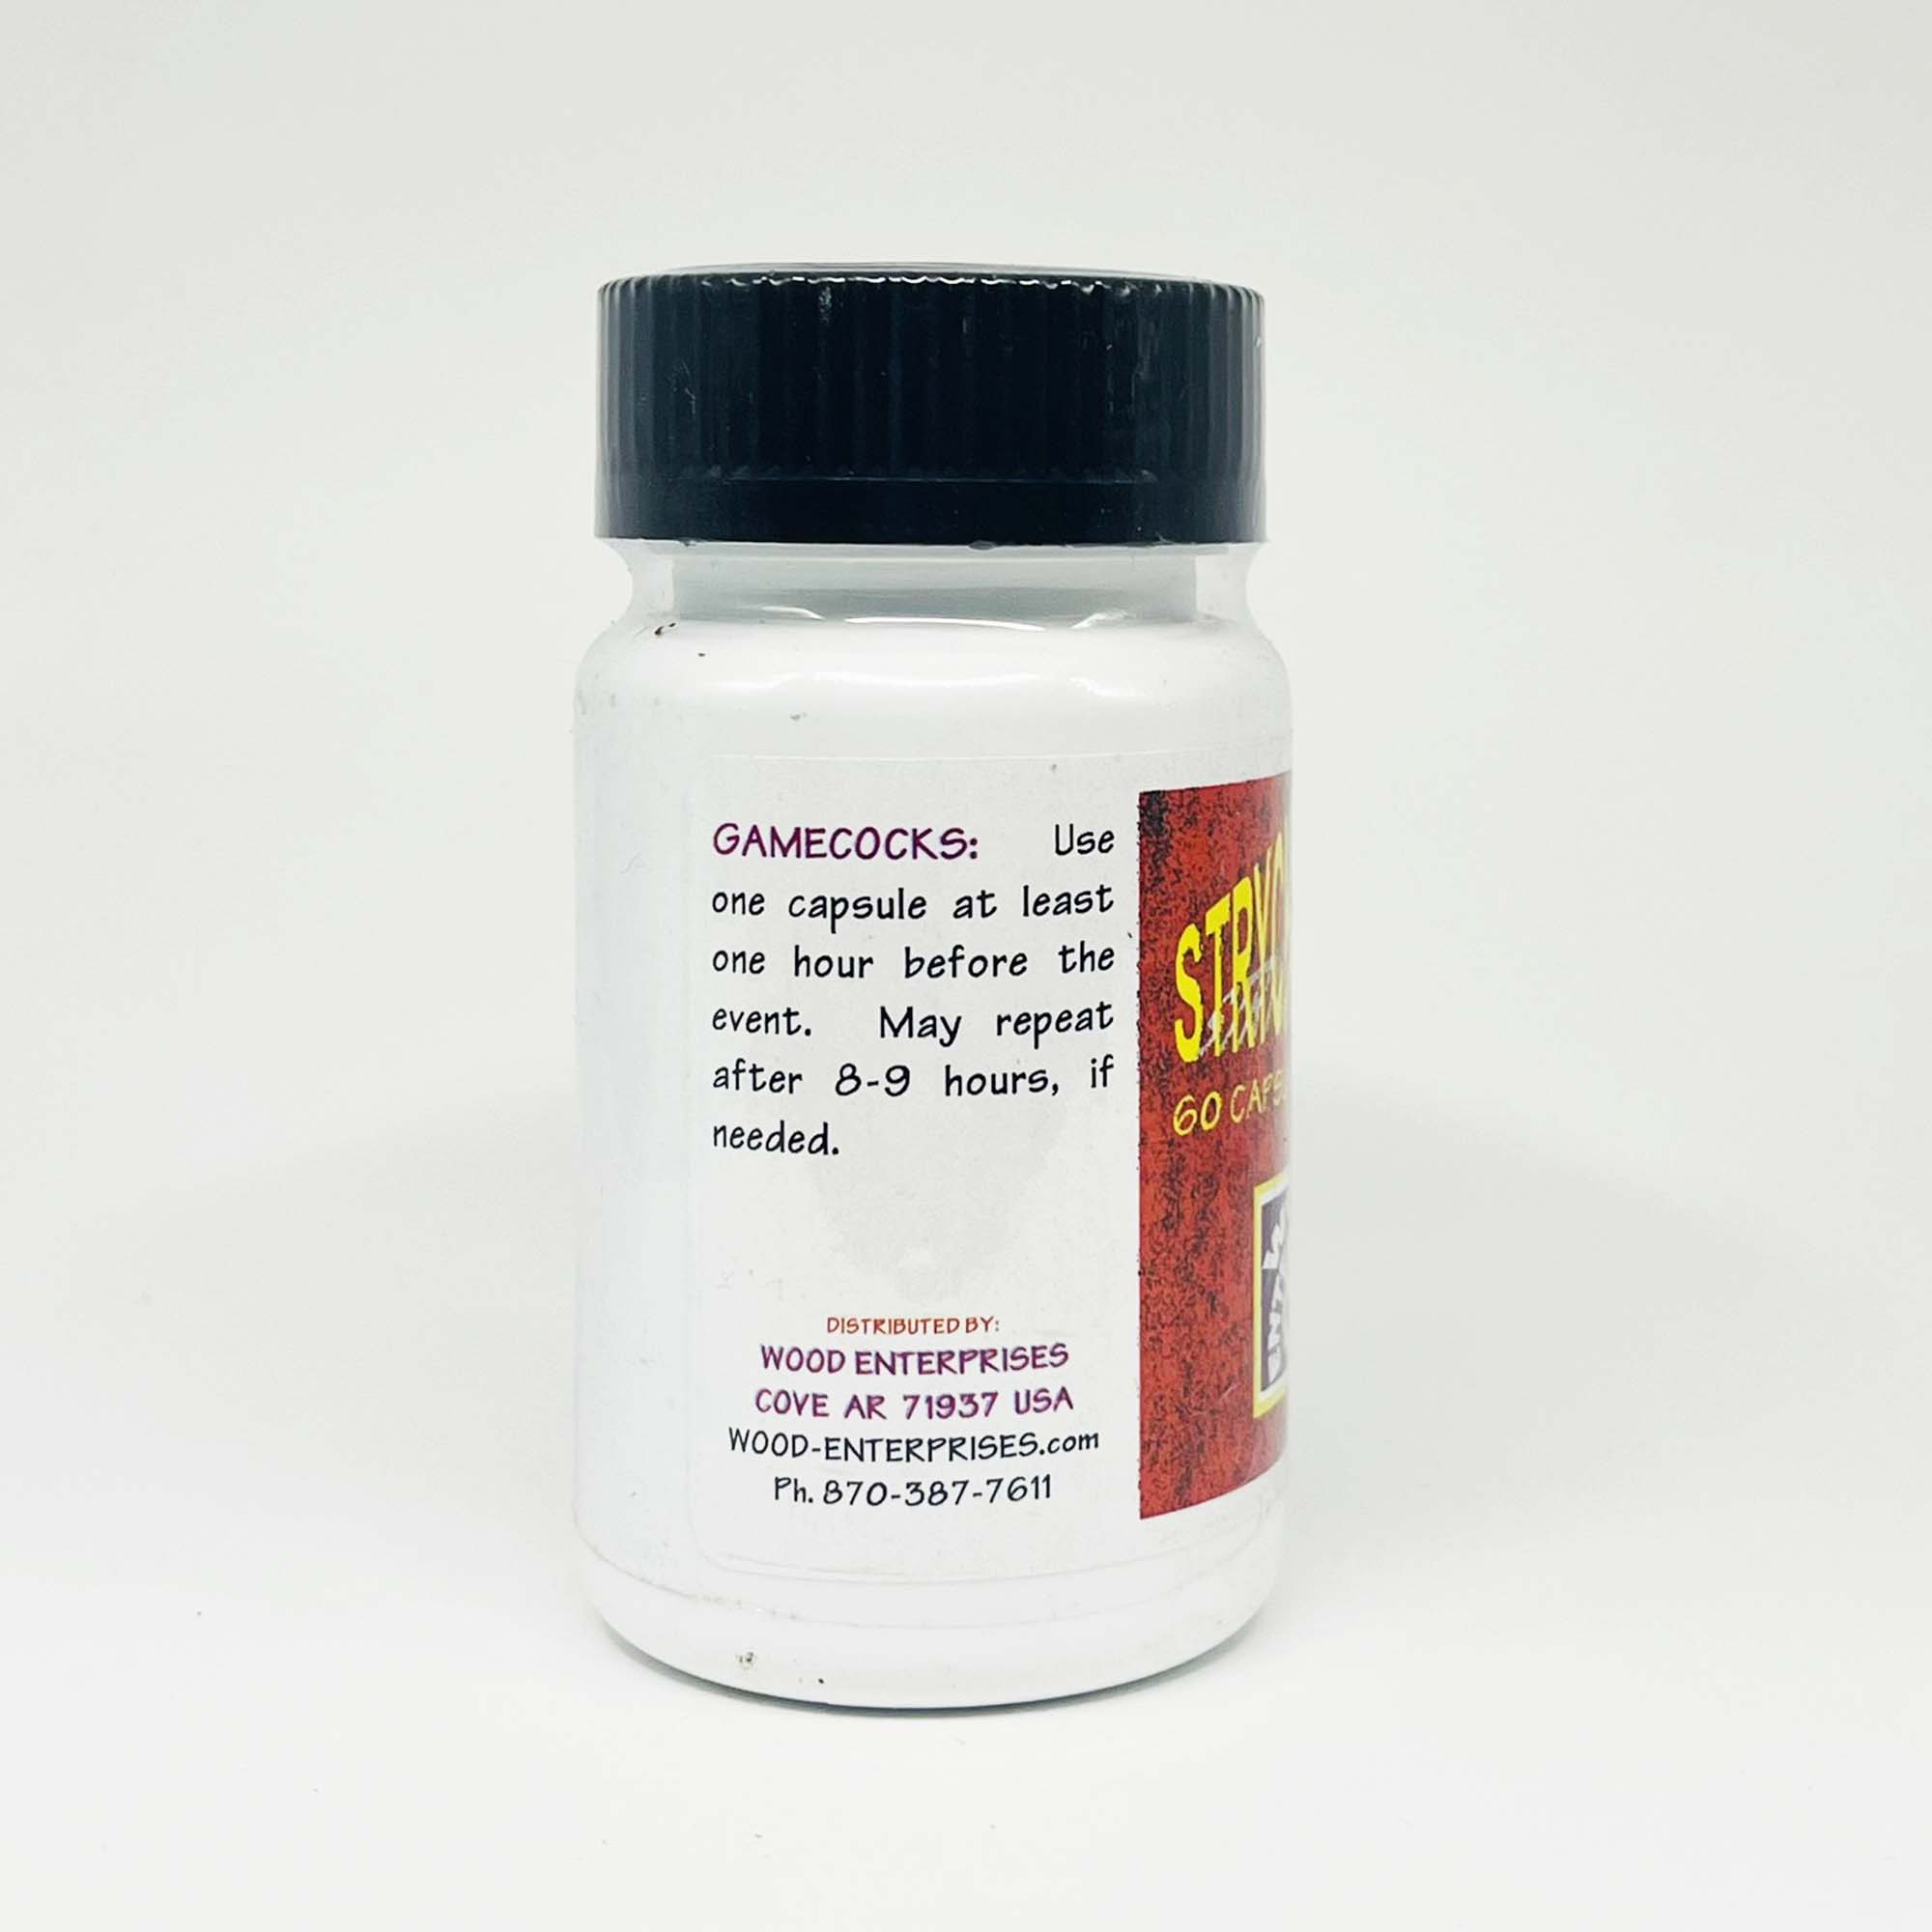 GAMECOCKS: Use
one capsule at least
one hour before the
event. May repeat
after 8-9 hours, if
needed.
DISTRIBUTED BY:
WOOD ENTERPRISES
COVE AR 71937 USA
WOOD-ENTERPRISES.com
Ph. 870-387-7611
60